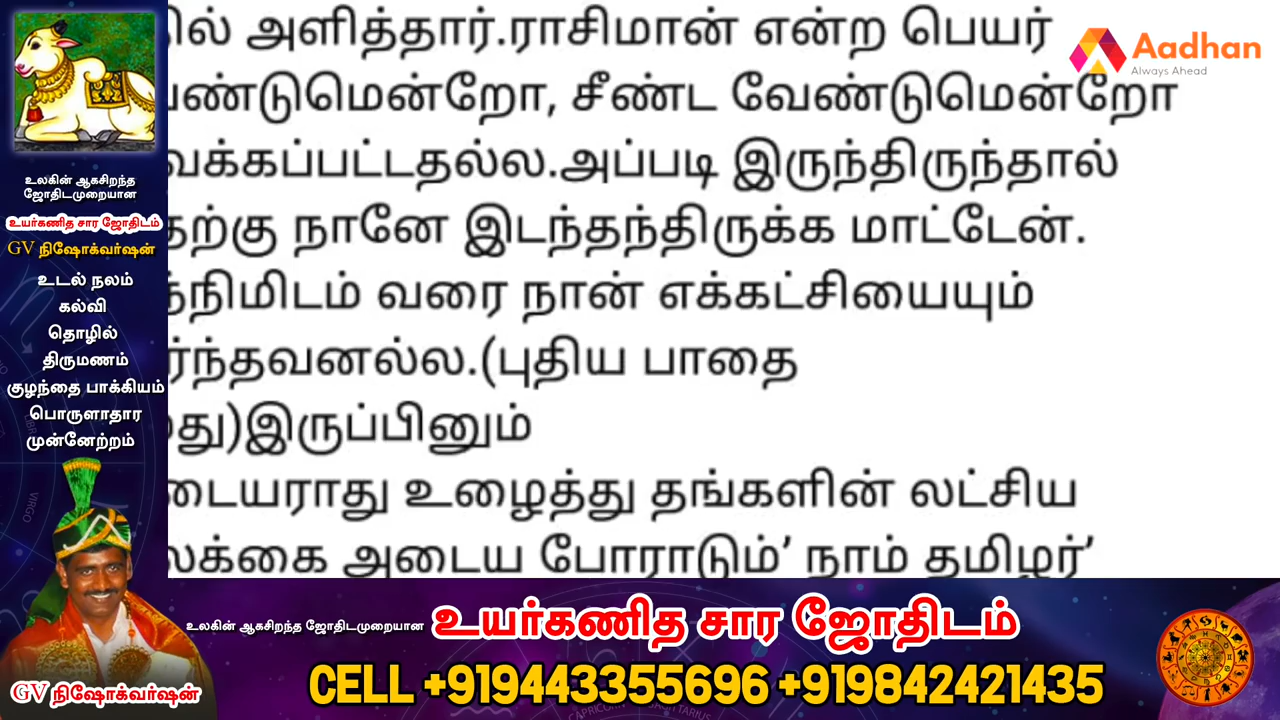 Aadhan
Always Ahead
தில் அளித்தார்.ராசிமான் என்ற பெயர்
வேண்டுமென்றோ, சீண்ட வேண்டுமென்றோ
வைக்கப்பட்டதல்ல.அப்படி இருந்திருந்தால்
தற்கு நானே இடந்தந்திருக்க மாட்டேன்.
நிமிடம் வரை நான் எக்கட்சியையும்
ர்ந்தவனல்ல.(புதிய பாதை
து)இருப்பினும்
டையராது உழைத்து தங்களின் லட்சிய
லக்கை அடைய போராடும்’ நாம் தமிழர்’
உலகின் ஆகசிறந்த
ஜோதிடமுறையான
உயர்கணித சார ஜோதிடம்
GV நிஷோக்வர்ஷன்
உடல் நலம்
கல்வி
தொழில்
திருமணம்
குழந்தை பாக்கியம்
பொருளாதார
முன்னேற்றம்
VIRGO
GV நிஷோக்வர்ஷன்
உலகின் ஆகசிறந்த ஜோதிடமுறையான உயர்கணித சார ஜோதிடம்
CELL +919443355696 +919842421435
CAPRICORN